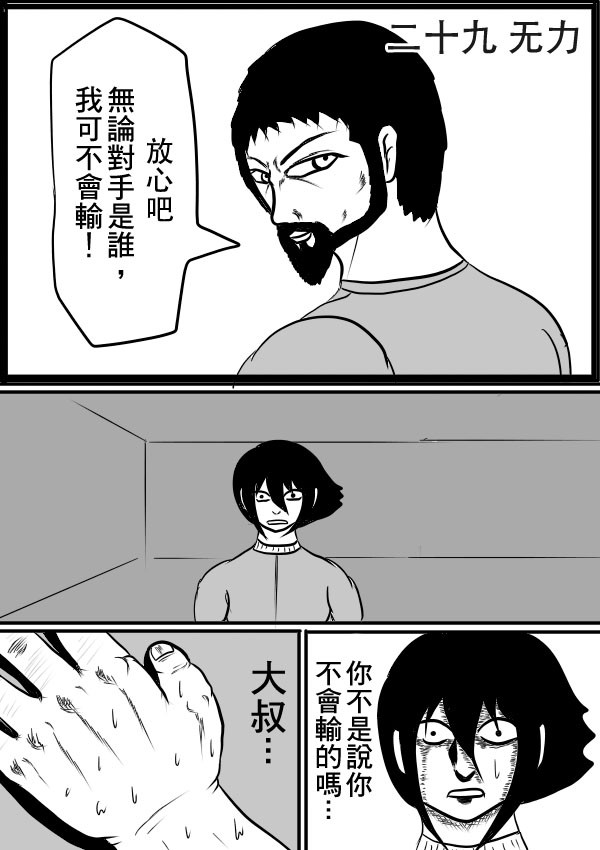 二十九 无力
放心吧
無論對手是誰，
我可不會輸！
你不是說你
不會輸的嗎…
大叔…